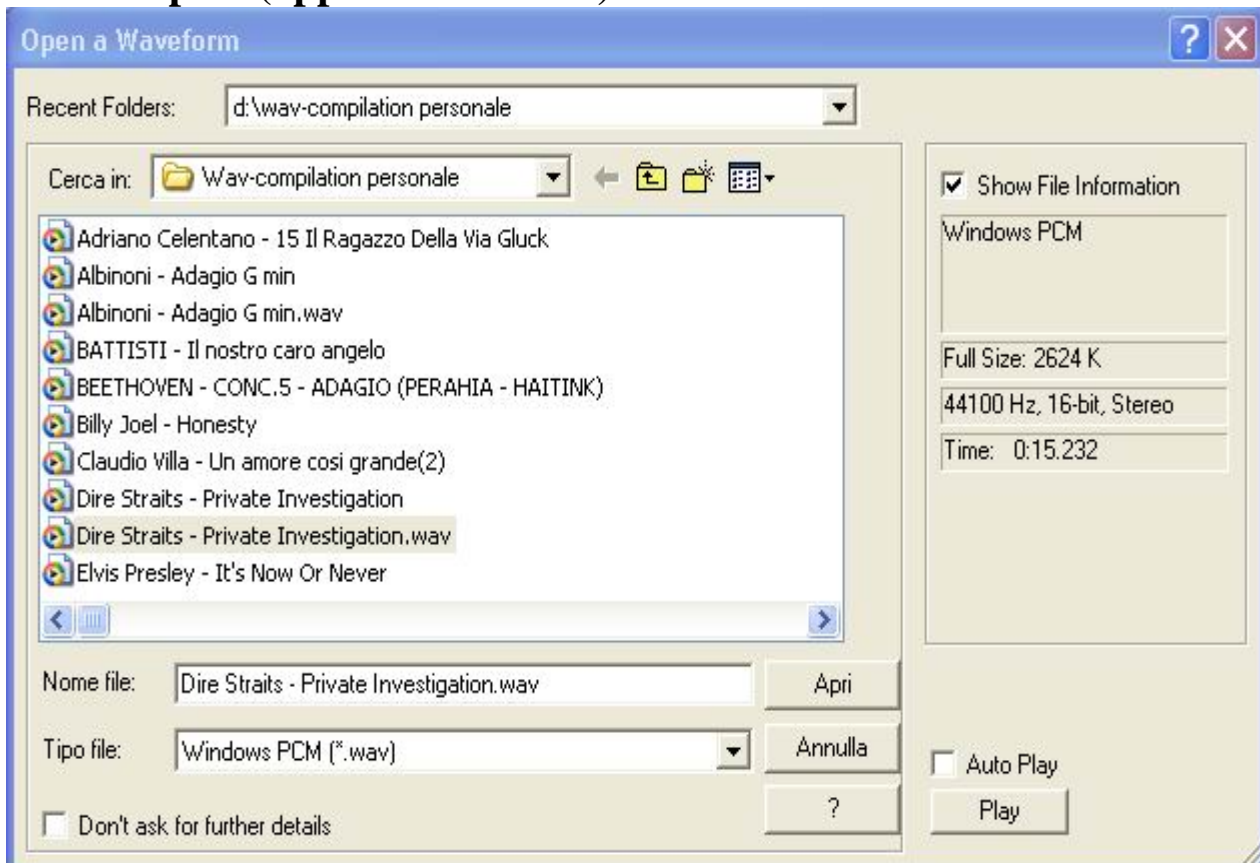 Open a Waveform
Recent Folders: d:\wav-compilation personale
Cerca in: Wav-compilation personale
Adriano Celentano - 15 Il Ragazzo Della Via Gluck
Albinoni - Adagio G min
Albinoni - Adagio G min.wav
BATTISTI - Il nostro caro angelo
BEETHOVEN - CONC.5 - ADAGIO (PERAHIA - HAITINK)
Billy Joel - Honesty
Claudio Villa - Un amore cosi grande(2)
Dire Straits - Private Investigation
Dire Straits - Private Investigation.wav
Elvis Presley - It's Now Or Never
Nome file: Dire Straits - Private Investigation.wav
Apri
Tipo file: Windows PCM (*.wav)
Annulla
?
Don't ask for further details
Show File Information
Windows PCM
Full Size: 2624 K
44100 Hz, 16-bit, Stereo
Time: 0:15.232
Auto Play
Play